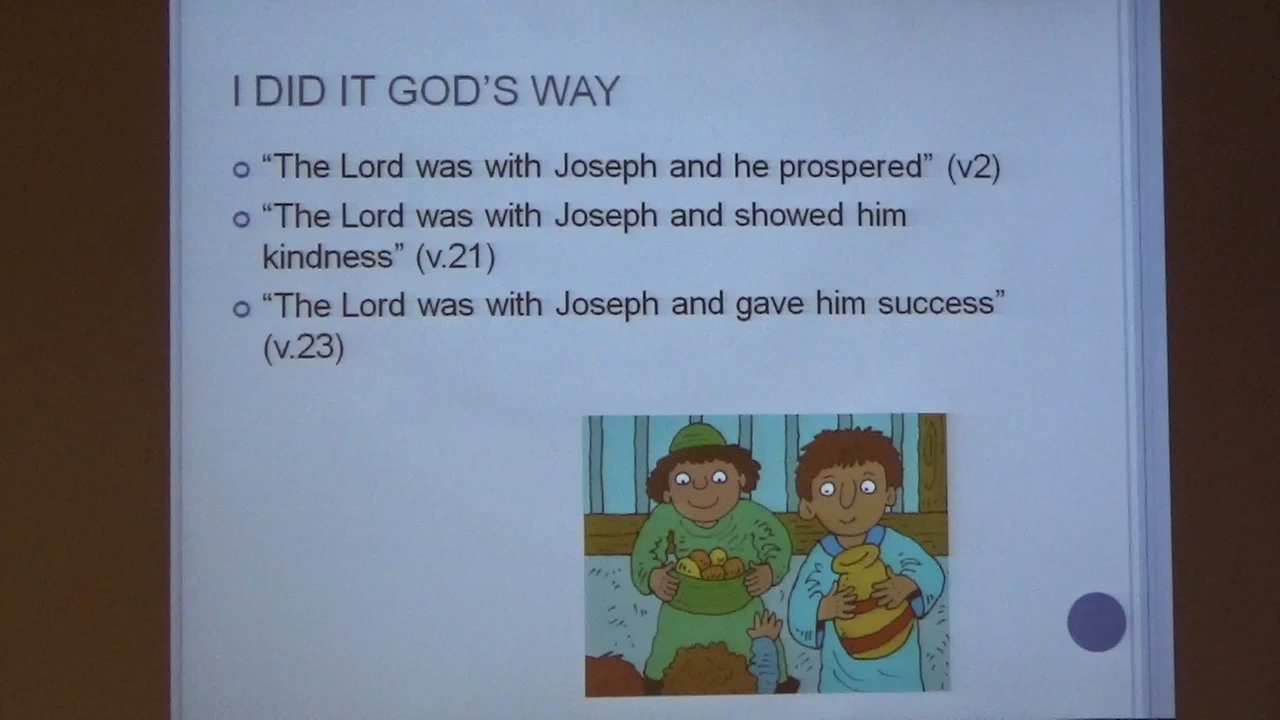 I DID IT GOD'S WAY
“The Lord was with Joseph and he prospered” (v2)
“The Lord was with Joseph and showed him
kindness” (v.21)
“The Lord was with Joseph and gave him success”
(v.23)